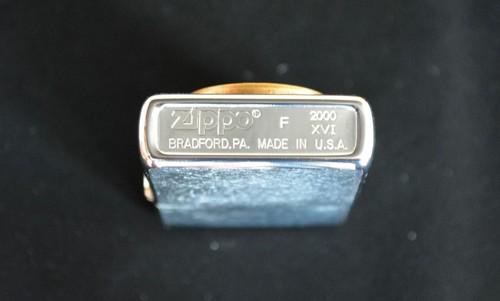 Zippo® F 2000
XVI
BRADFORD,PA. MADE IN U.S.A.